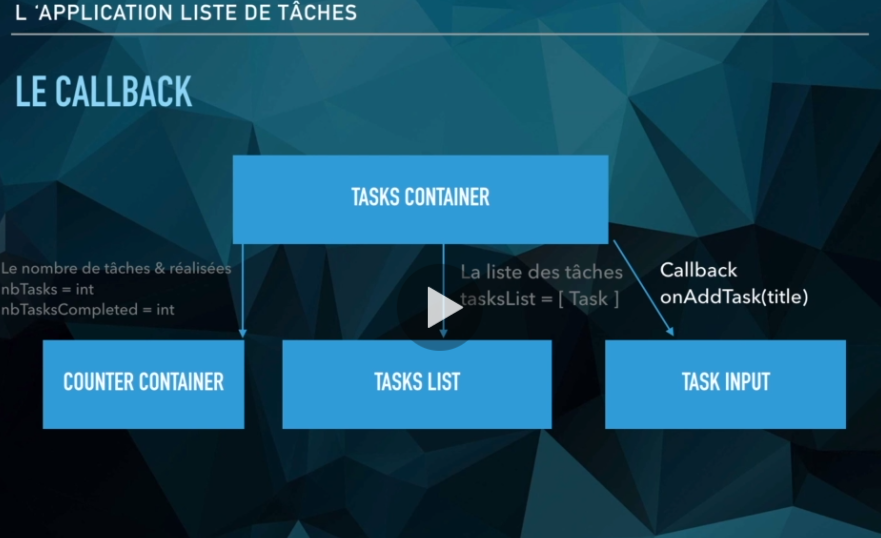 L 'APPLICATION LISTE DE TÂCHES
LE CALLBACK
TASKS CONTAINER
Le nombre de tâches & réalisées
nbTasks = int
nbTasksCompleted = int
La liste des tâches
tasksList = [ Task ]
Callback
onAddTask(title)
COUNTER CONTAINER
TASKS LIST
TASK INPUT